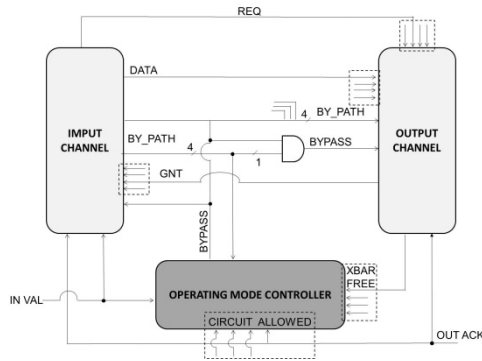 REQ
DATA
4
BY_PATH
IMPUT
CHANNEL
OUTPUT
CHANNEL
BY_PATH
4
1
BYPASS
GNT
BYPASS
XBAR
FREE
IN VAL
OPERATING MODE CONTROLLER
CIRCUIT ALLOWED
OUT ACK